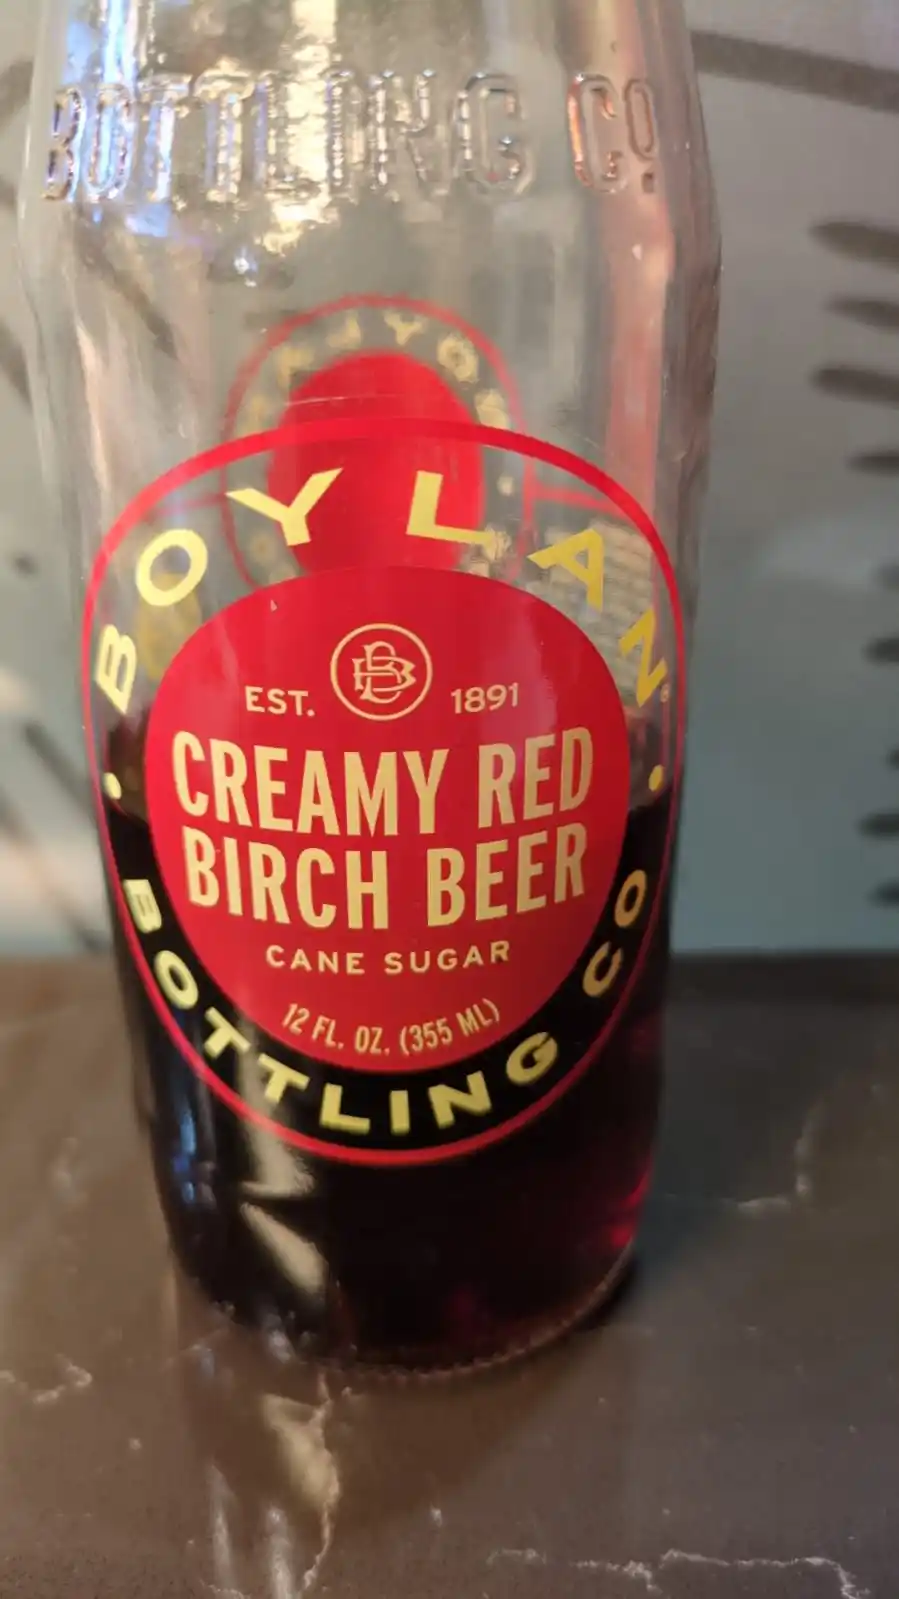 BOTTLING CO.
BOYLAN
EST. B 1891
CREAMY RED
BIRCH BEER
CANE SUGAR
12 FL. OZ. (355 ML)
BOTTLING CO